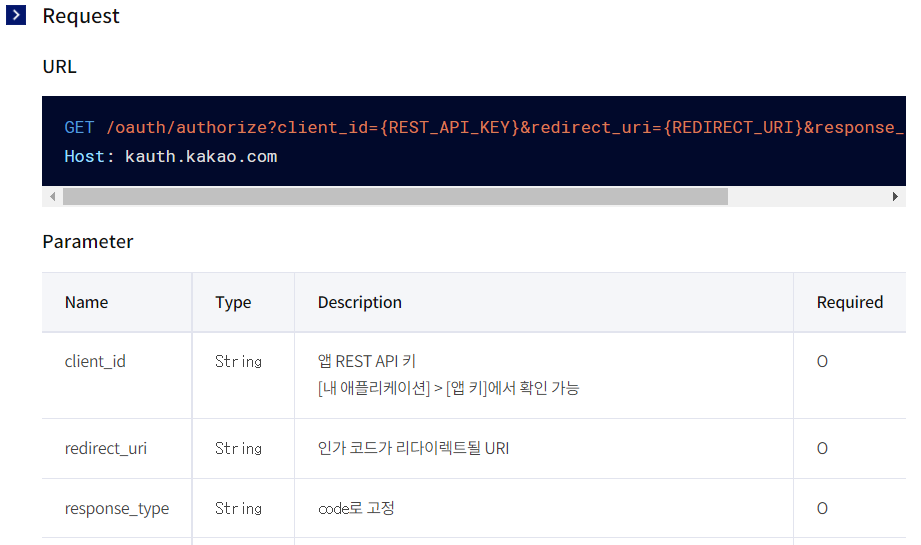 Request
URL
GET /oauth/authorize?client_id={REST_API_KEY}&redirect_uri={REDIRECT_URI}&response_
Host: kauth.kakao.com
Parameter
Name Type Description Required
client_id String 앱 REST API 키 O
[내 애플리케이션] > [앱 키]에서 확인 가능
redirect_uri String 인가 코드가 리다이렉트될 URI O
response_type String code로 고정 O